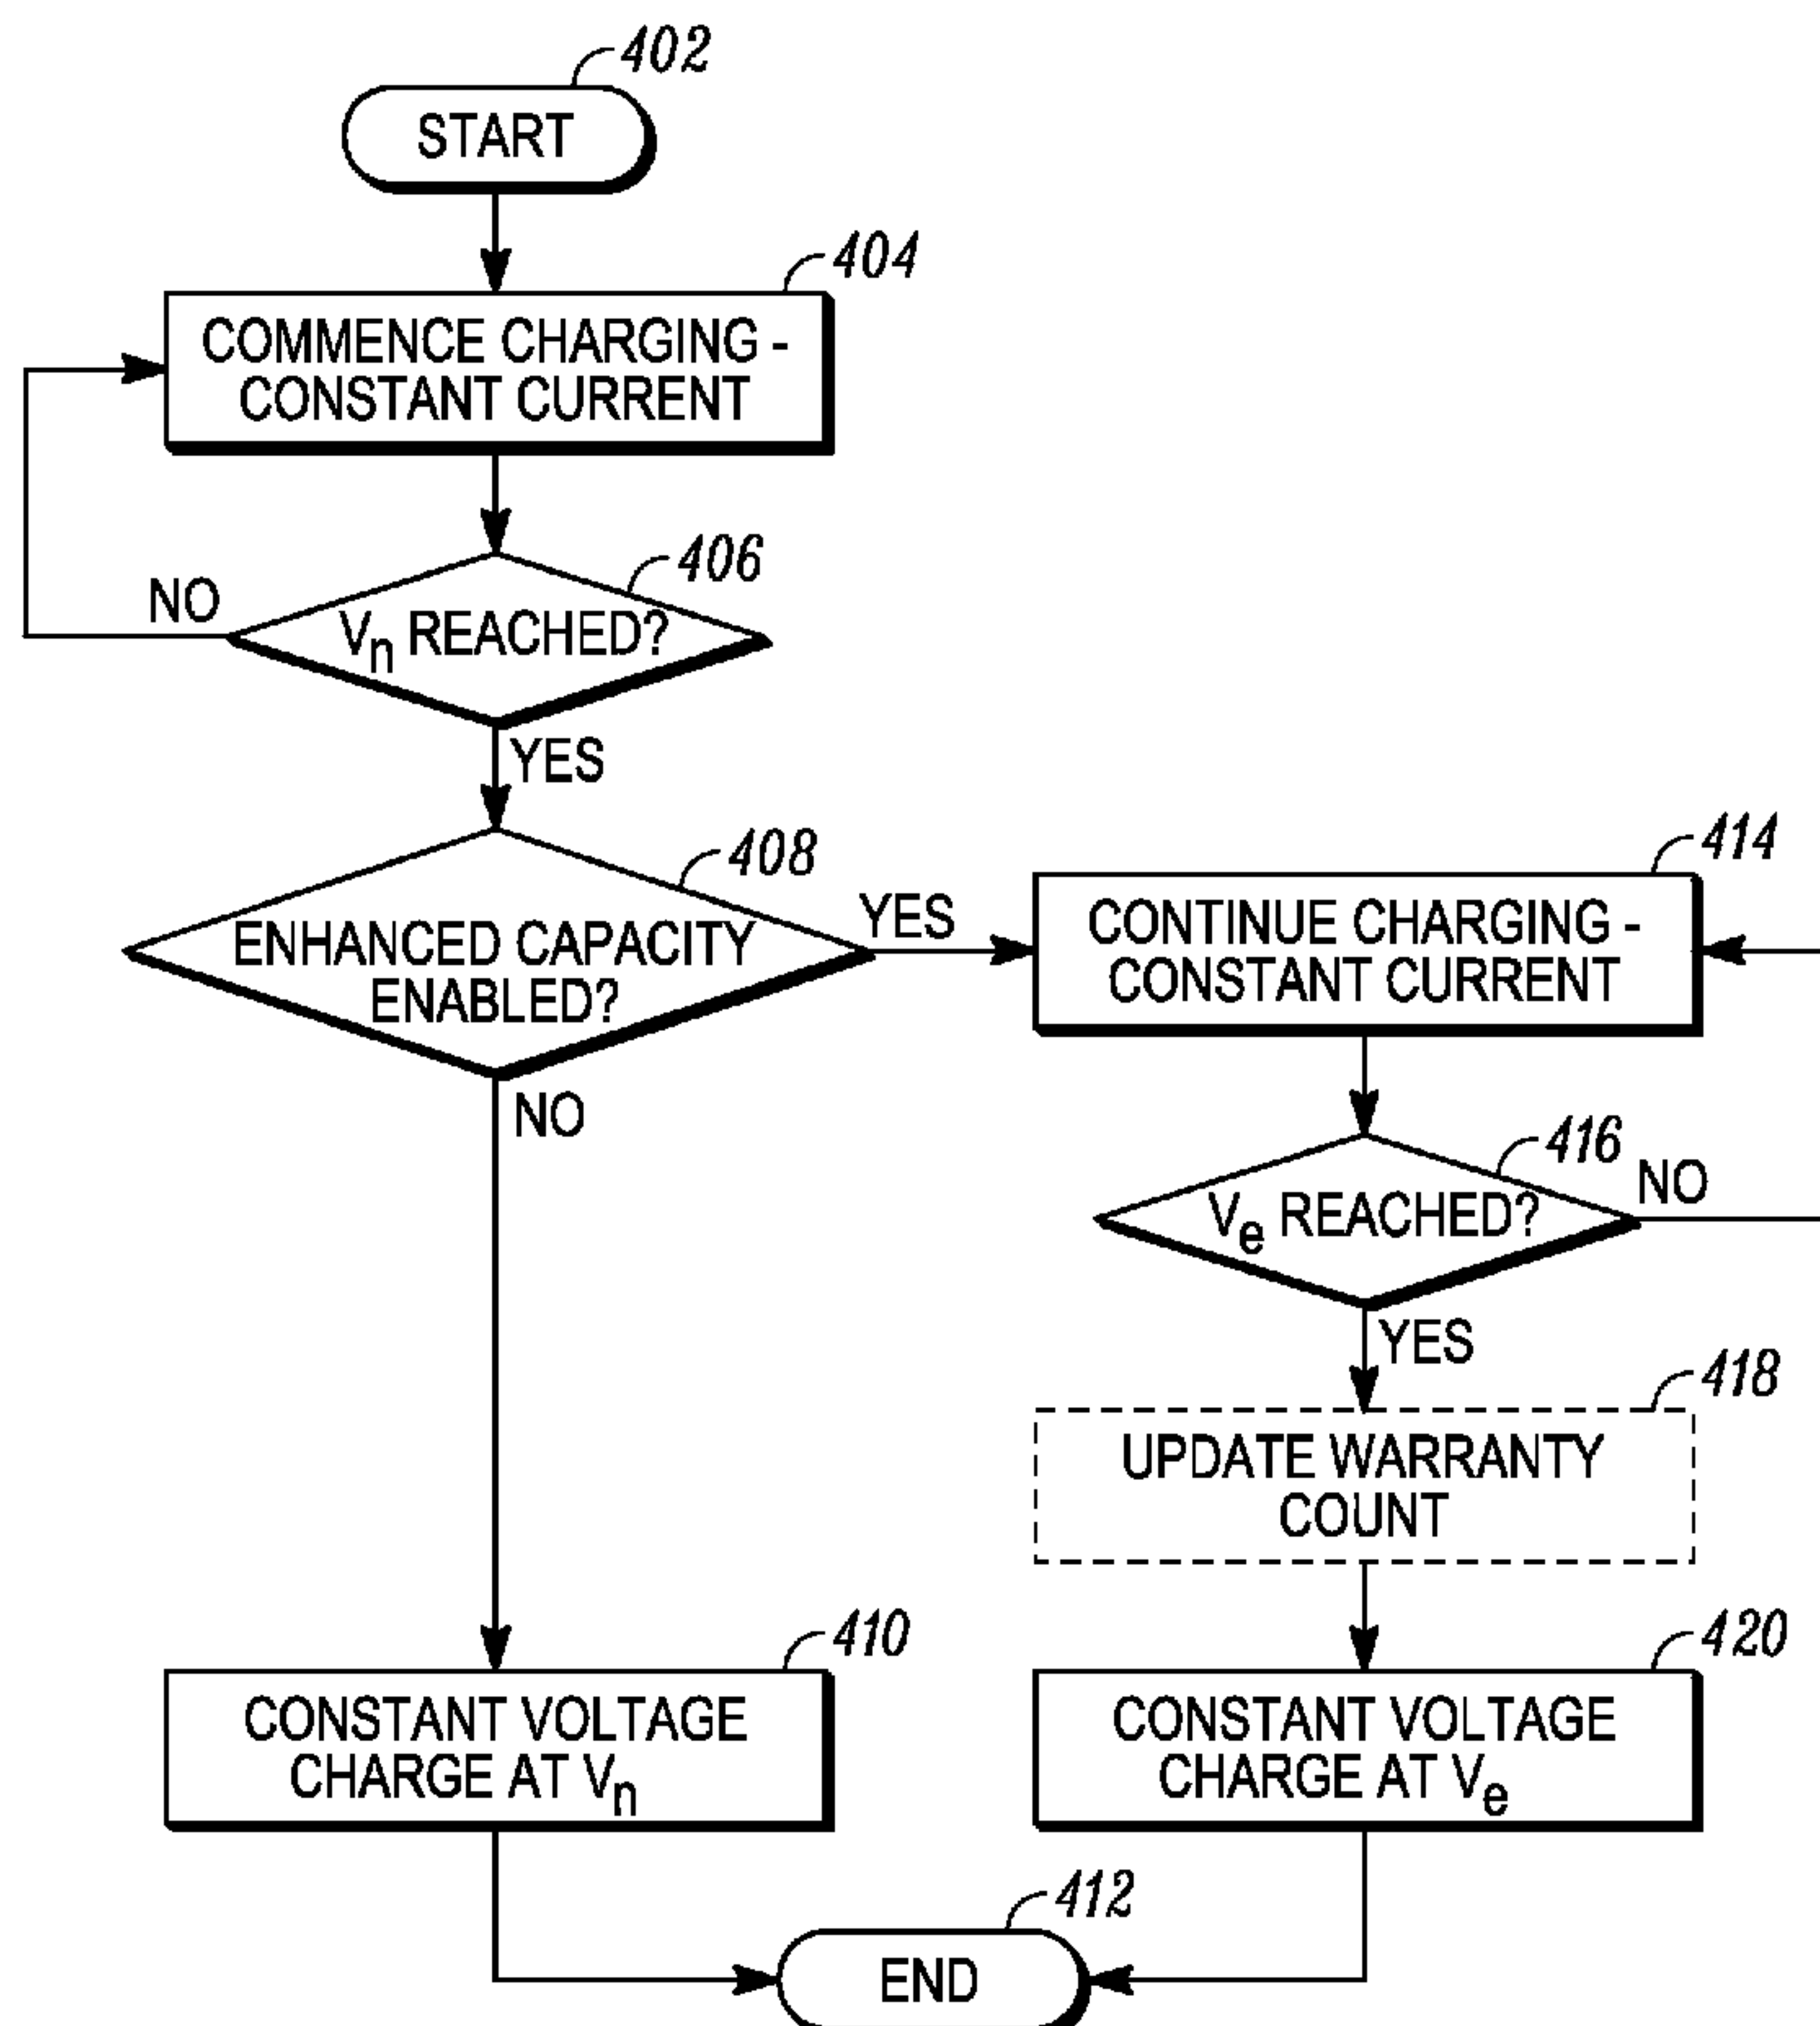 402
START
404
COMMENCE CHARGING -
CONSTANT CURRENT
406
NO
Vn REACHED?
YES
408
ENHANCED CAPACITY
ENABLED?
YES
NO
414
CONTINUE CHARGING -
CONSTANT CURRENT
416
Ve REACHED?
NO
YES
418
UPDATE WARRANTY
COUNT
410
CONSTANT VOLTAGE
CHARGE AT Vn
420
CONSTANT VOLTAGE
CHARGE AT Ve
412
END